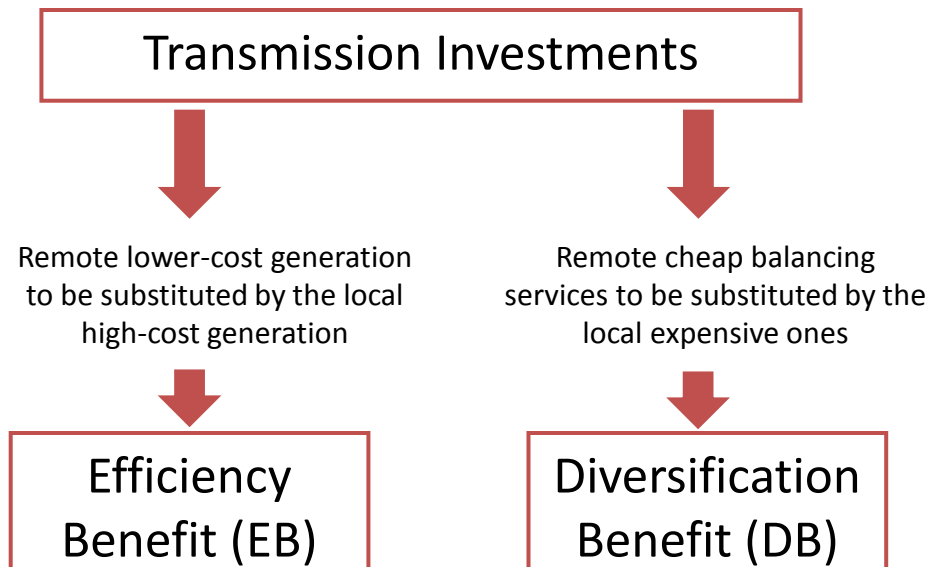 Transmission Investments
Remote lower-cost generation
to be substituted by the local
high-cost generation
Remote cheap balancing
services to be substituted by the
local expensive ones
Efficiency
Benefit (EB)
Diversification
Benefit (DB)